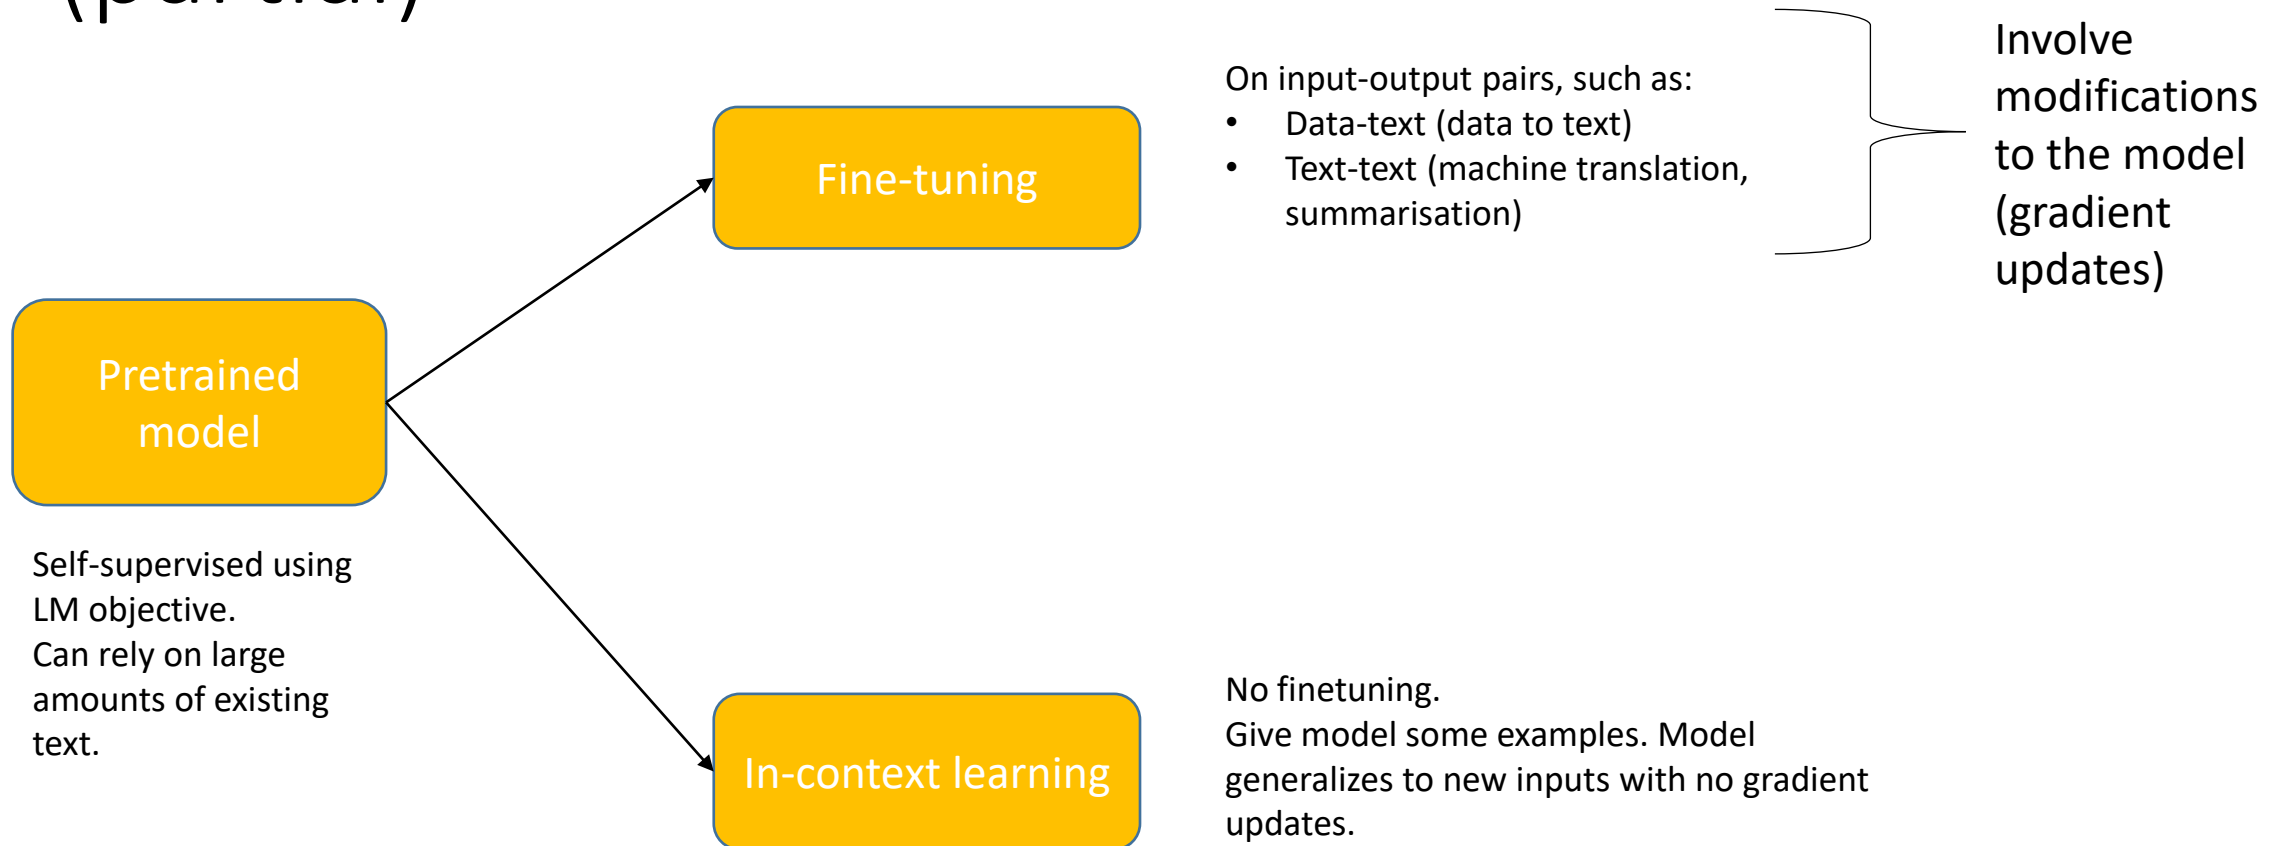 (partial)
Involve
modifications
to the model
(gradient
updates)
On input-output pairs, such as:
• Data-text (data to text)
• Text-text (machine translation,
summarisation)
Fine-tuning
Pretrained
model
Self-supervised using
LM objective.
Can rely on large
amounts of existing
text.
In-context learning
No finetuning.
Give model some examples. Model
generalizes to new inputs with no gradient
updates.